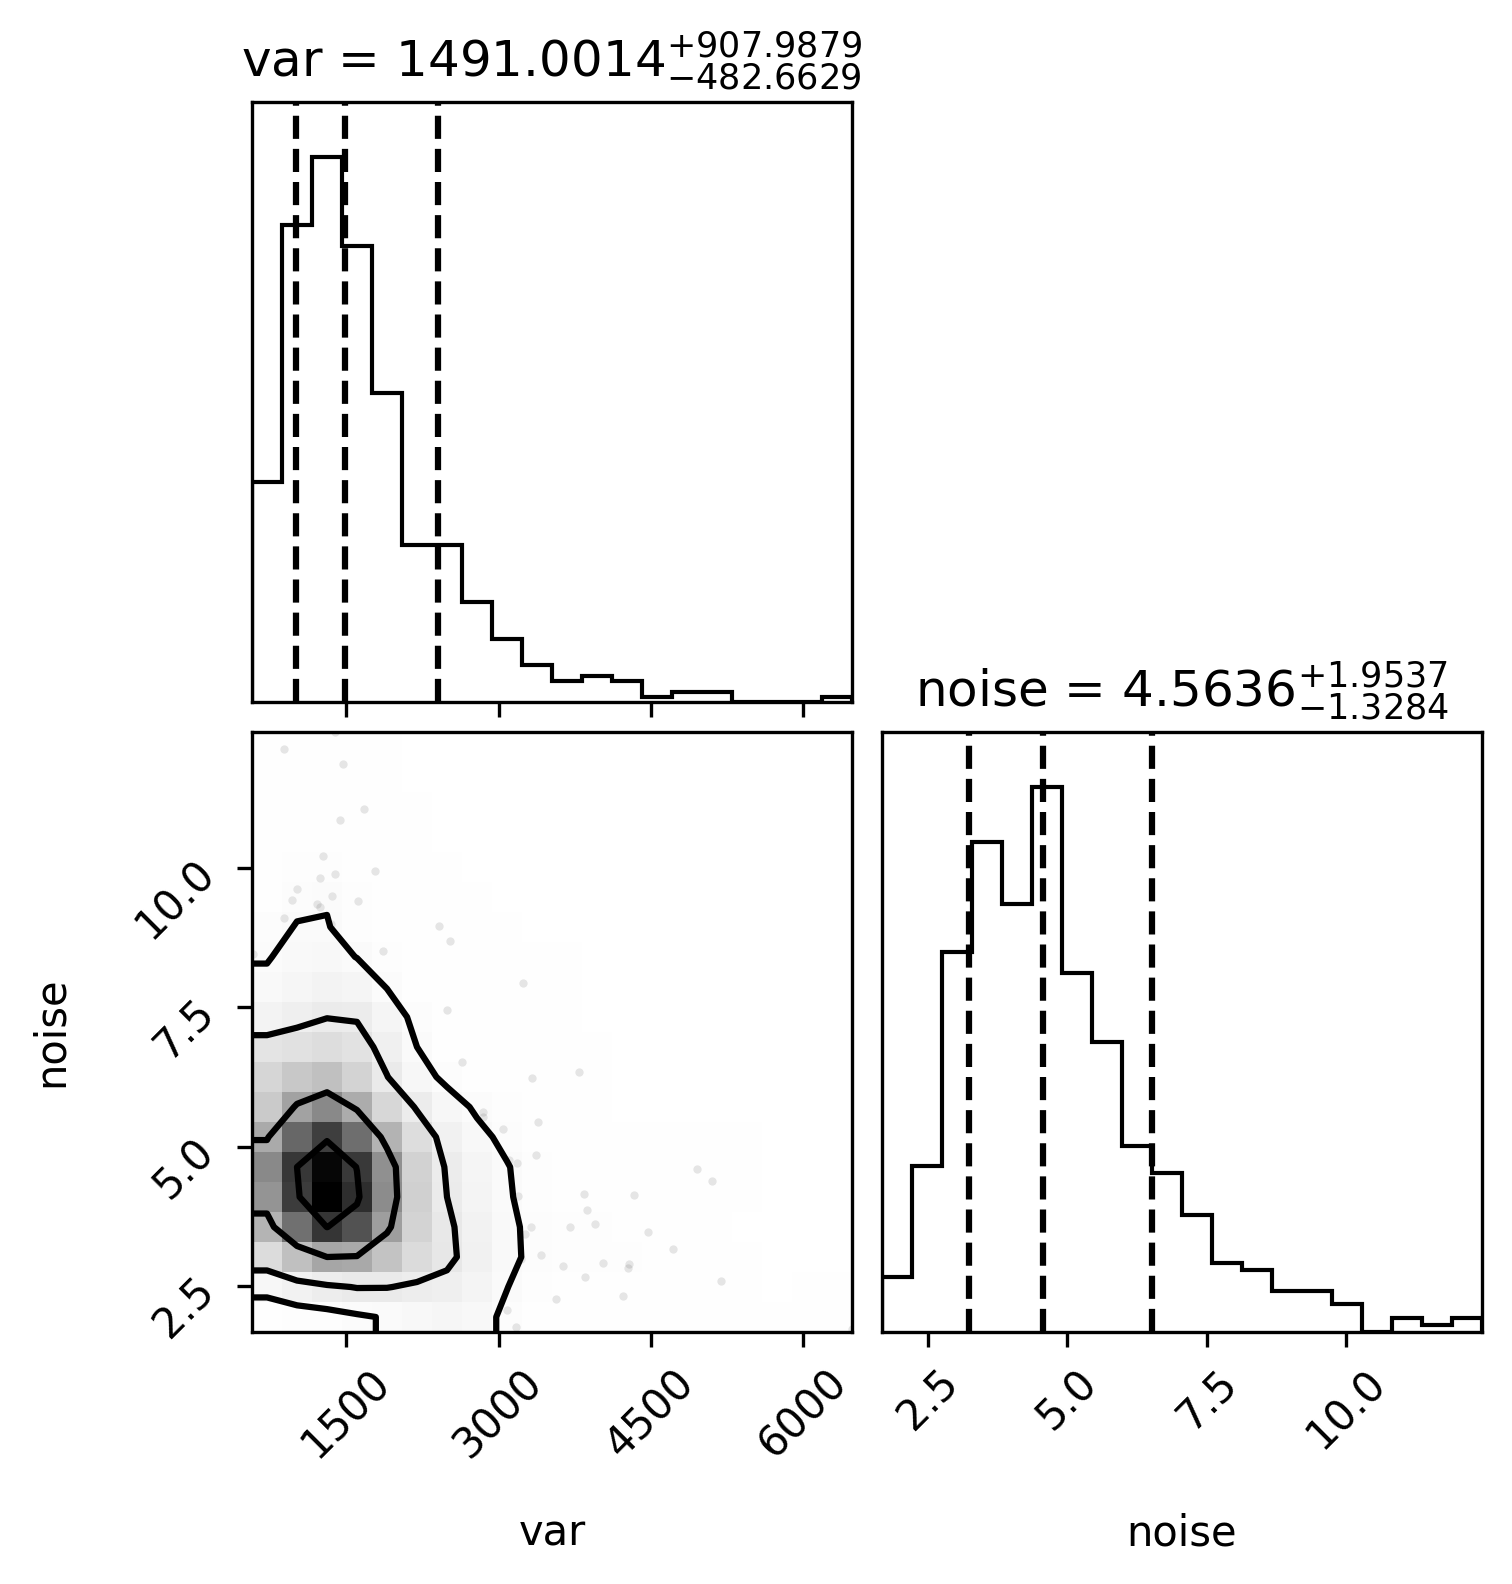 var = 1491.0014+907.9879 −482.6629
noise = 4.5636+1.9537 −1.3284
10.0
7.5
5.0
2.5
noise
1500 3000 4500 6000
2.5 5.0 7.5 10.0
var
noise